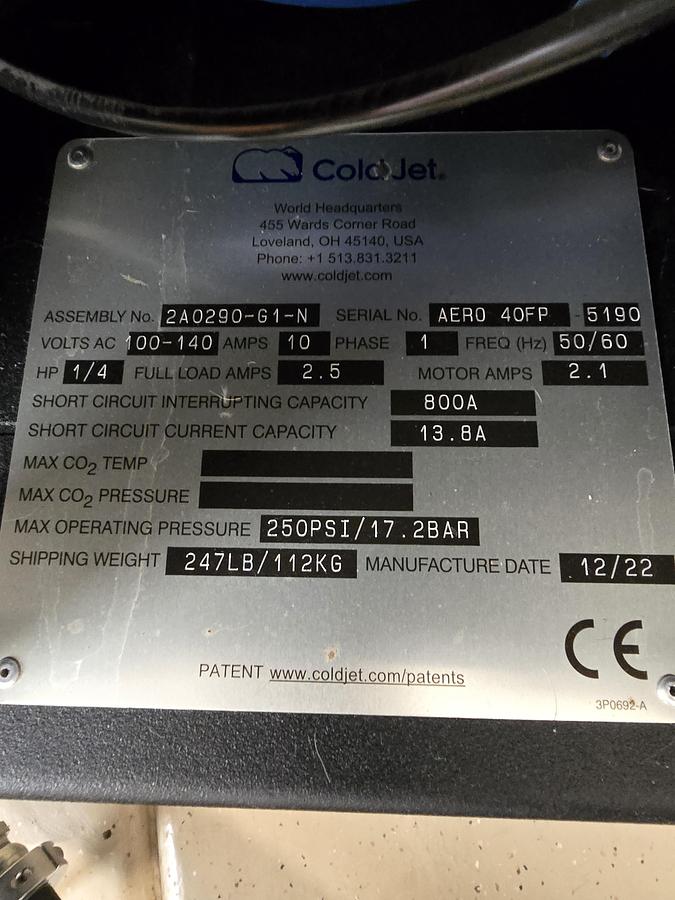 Cold Jet®
World Headquarters
455 Wards Corner Road
Loveland, OH 45140, USA
Phone: +1 513.831.3211
www.coldjet.com
ASSEMBLY No. 2A0290-G1-N SERIAL No. AERO 40FP - 5190
VOLTS AC 100-140 AMPS 10 PHASE 1 FREQ (Hz) 50/60
HP 1/4 FULL LOAD AMPS 2.5 MOTOR AMPS 2.1
SHORT CIRCUIT INTERRUPTING CAPACITY 800A
SHORT CIRCUIT CURRENT CAPACITY 13.8A
MAX CO2 TEMP
MAX CO2 PRESSURE
MAX OPERATING PRESSURE 250PSI/17.2BAR
SHIPPING WEIGHT 247LB/112KG MANUFACTURE DATE 12/22
CE
PATENT www.coldjet.com/patents
3P0692-A